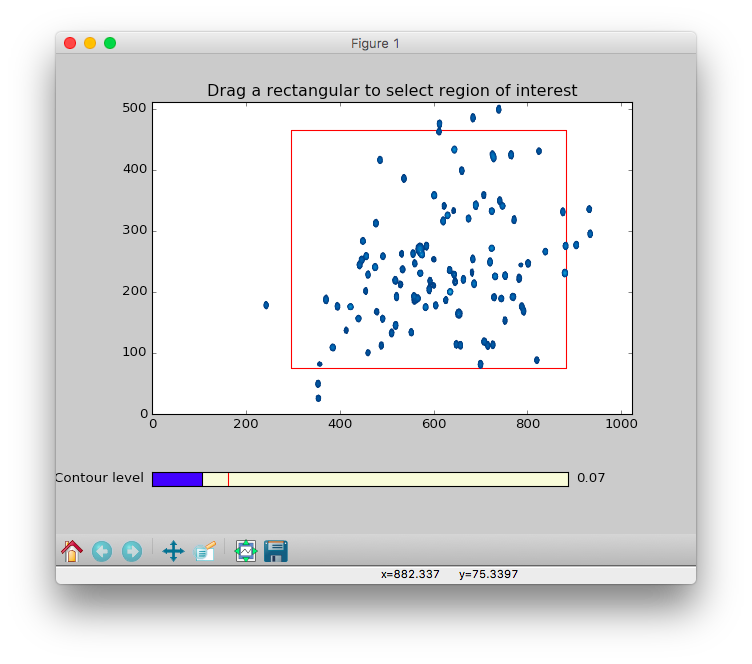 Figure 1
Drag a rectangular to select region of interest
500
400
300
200
100
0
0 200 400 600 800 1000
Contour level 0.07
x=882.337 y=75.3397